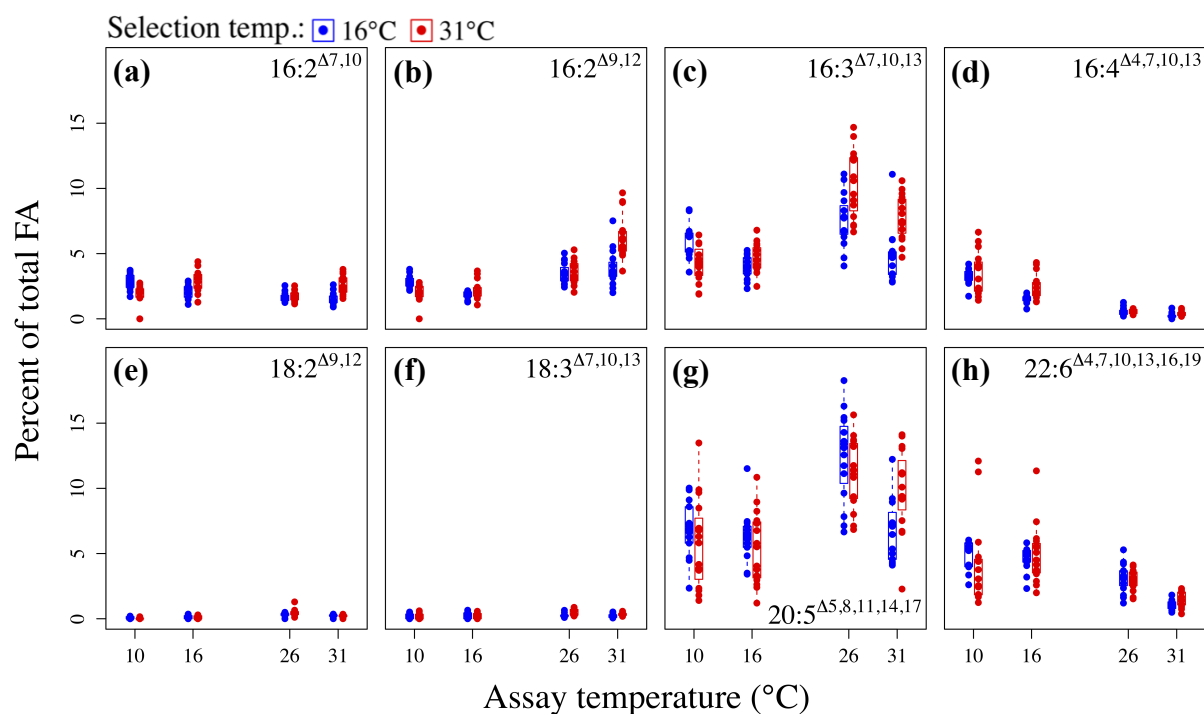 Selection temp.: 16°C 31°C
(a) 16:2Δ7,10
(b) 16:2Δ9,12
(c) 16:3Δ7,10,13
(d) 16:4Δ4,7,10,13
0 5 10 15
Percent of total FA
(e) 18:2Δ9,12
(f) 18:3Δ7,10,13
(g)
20:5Δ5,8,11,14,17
(h) 22:6Δ4,7,10,13,16,19
0 5 10 15
10 16 26 31
10 16 26 31
10 16 26 31
10 16 26 31
Assay temperature (°C)